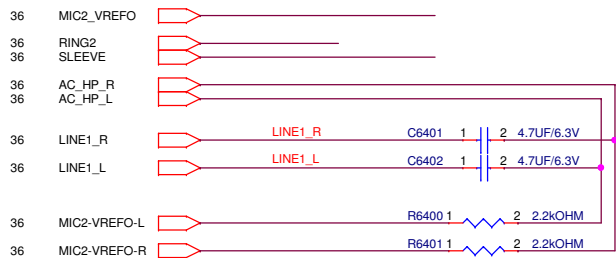 36 MIC2_VREFO
36 RING2
36 SLEEVE
36 AC_HP_R
36 AC_HP_L
36 LINE1_R LINE1_R C6401 1 2 4.7UF/6.3V
36 LINE1_L LINE1_L C6402 1 2 4.7UF/6.3V
36 MIC2-VREFO-L R6400 1 2 2.2kOHM
36 MIC2-VREFO-R R6401 1 2 2.2kOHM